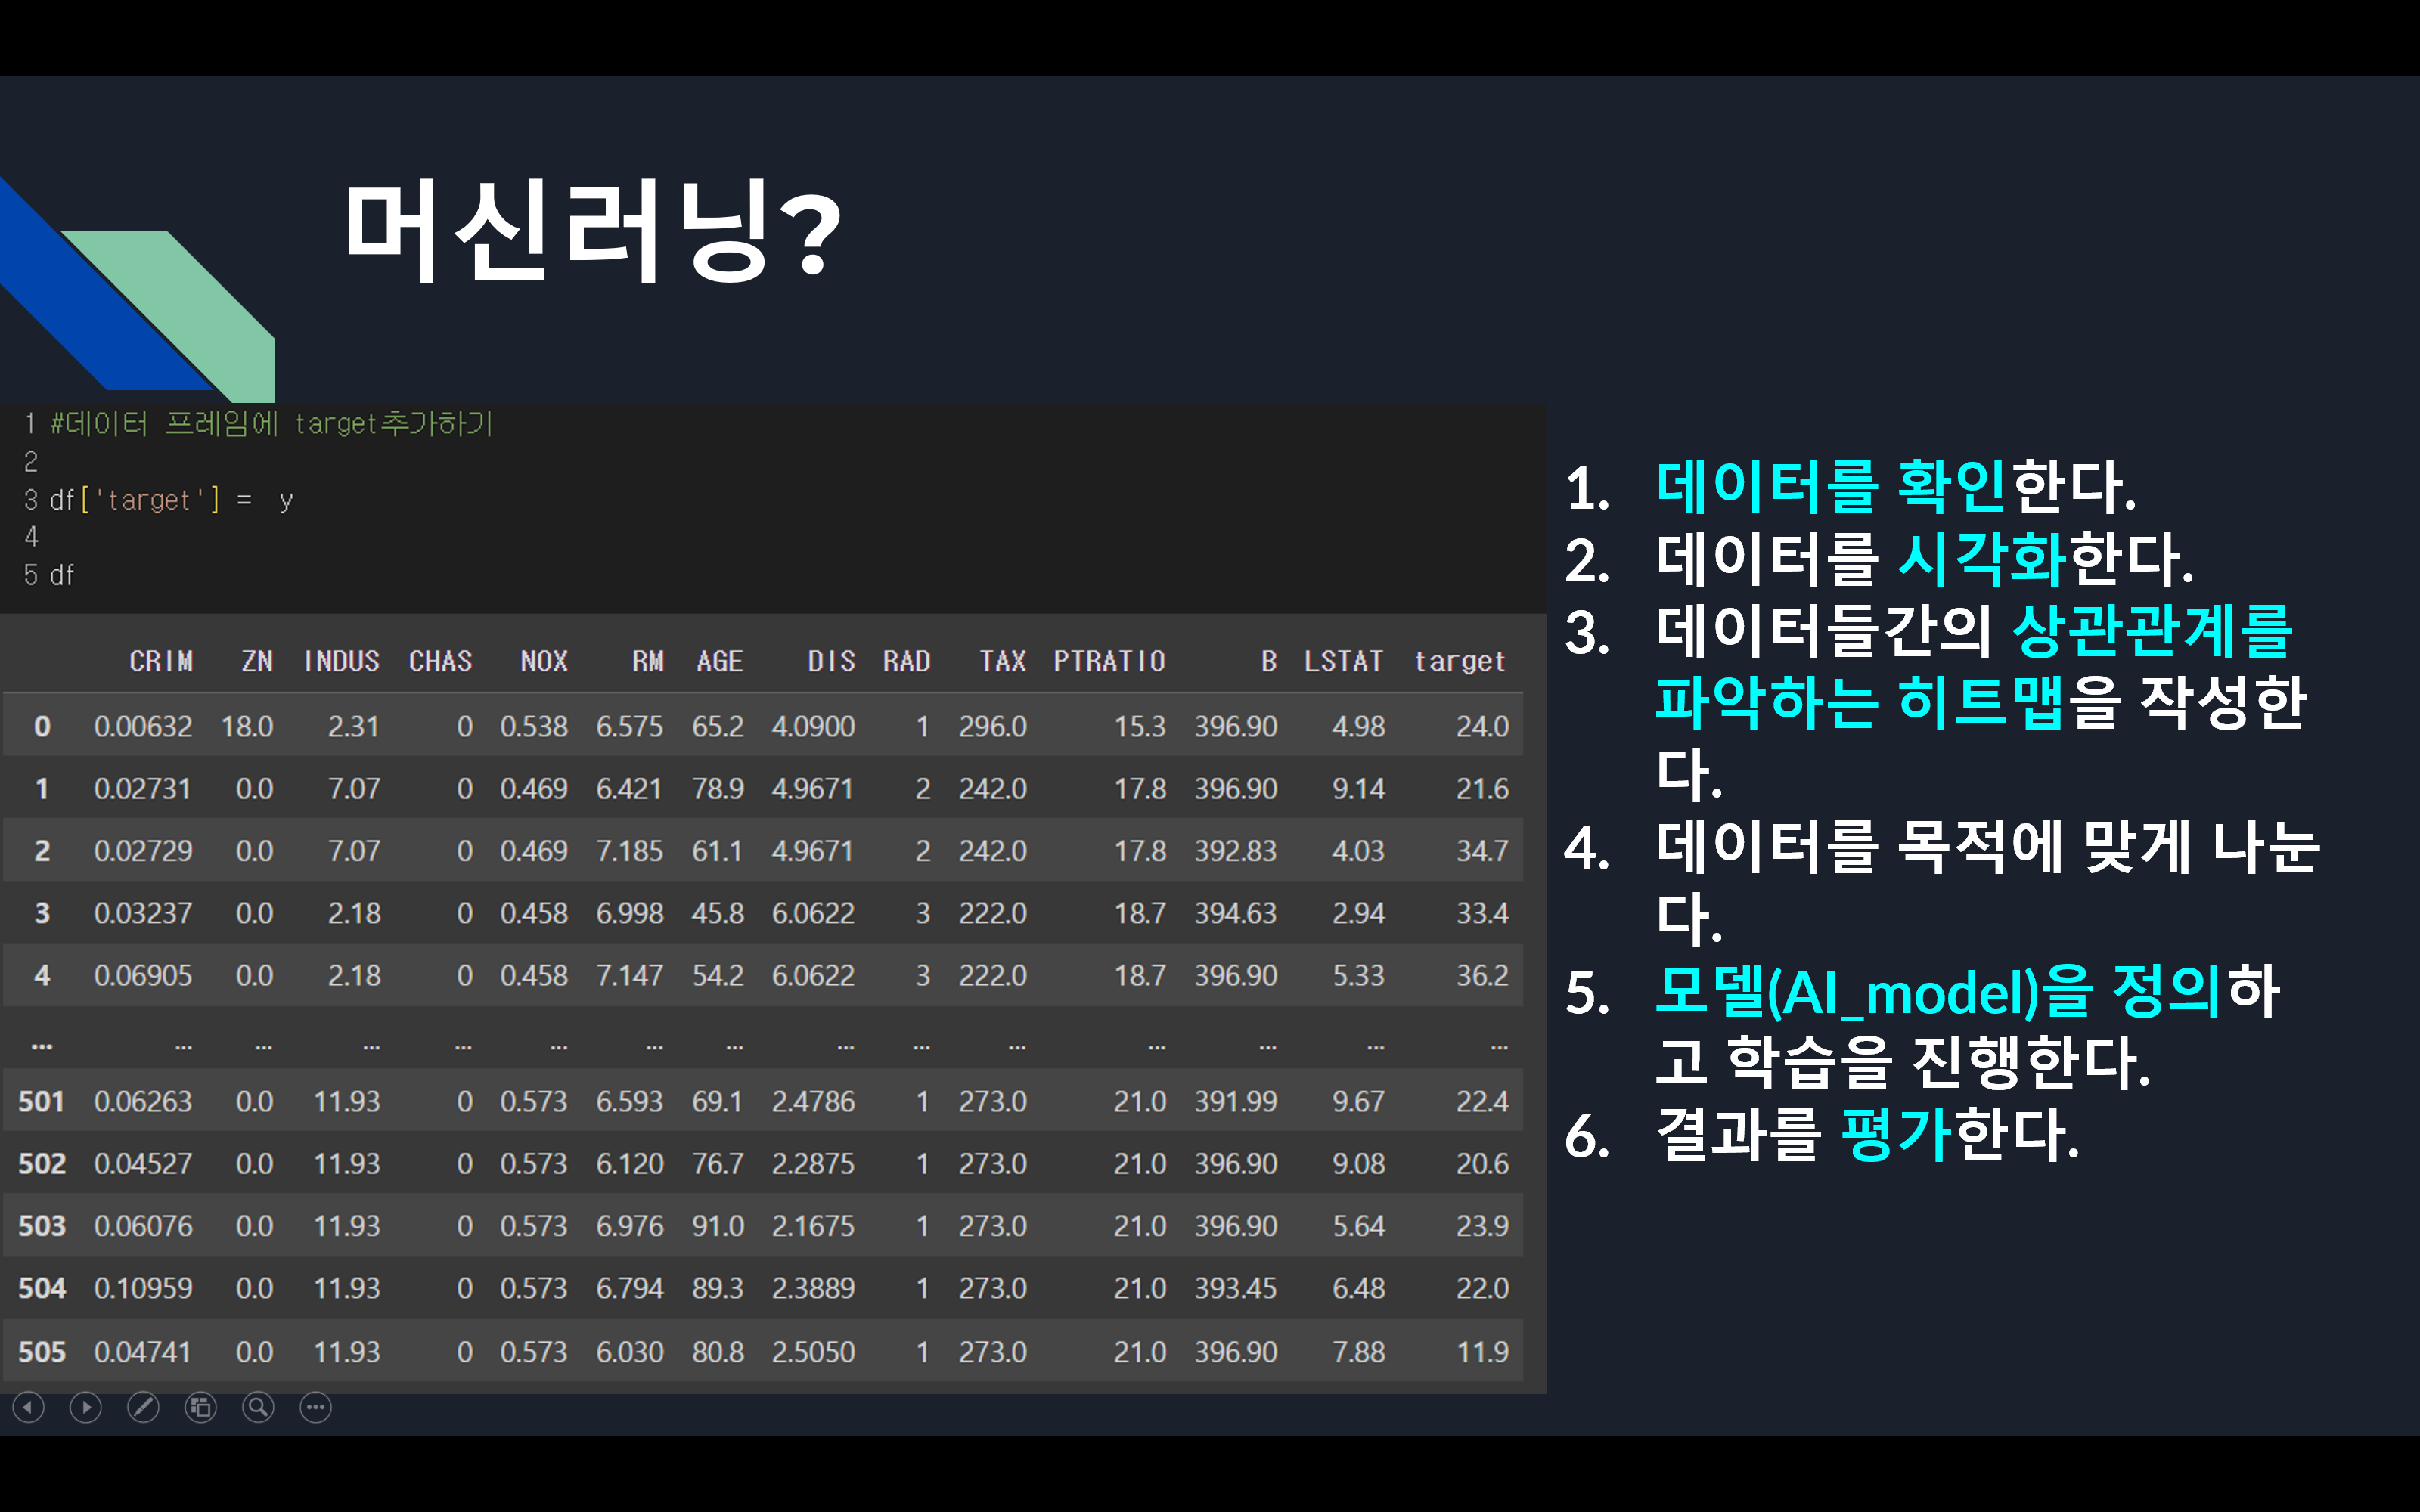 머신러닝?
1 #데이터 프레임에 target추가하기
2
3 df['target'] = y
4
5 df
CRIM ZN INDUS CHAS NOX RM AGE DIS RAD TAX PTRATIO B LSTAT target
0 0.00632 18.0 2.31 0 0.538 6.575 65.2 4.0900 1 296.0 15.3 396.90 4.98 24.0
1 0.02731 0.0 7.07 0 0.469 6.421 78.9 4.9671 2 242.0 17.8 396.90 9.14 21.6
2 0.02729 0.0 7.07 0 0.469 7.185 61.1 4.9671 2 242.0 17.8 392.83 4.03 34.7
3 0.03237 0.0 2.18 0 0.458 6.998 45.8 6.0622 3 222.0 18.7 394.63 2.94 33.4
4 0.06905 0.0 2.18 0 0.458 7.147 54.2 6.0622 3 222.0 18.7 396.90 5.33 36.2
... ... ... ... ... ... ... ... ... ... ... ... ... ... ...
501 0.06263 0.0 11.93 0 0.573 6.593 69.1 2.4786 1 273.0 21.0 391.99 9.67 22.4
502 0.04527 0.0 11.93 0 0.573 6.120 76.7 2.2875 1 273.0 21.0 396.90 9.08 20.6
503 0.06076 0.0 11.93 0 0.573 6.976 91.0 2.1675 1 273.0 21.0 396.90 5.64 23.9
504 0.10959 0.0 11.93 0 0.573 6.794 89.3 2.3889 1 273.0 21.0 393.45 6.48 22.0
505 0.04741 0.0 11.93 0 0.573 6.030 80.8 2.5050 1 273.0 21.0 396.90 7.88 11.9
1. 데이터를 확인한다.
2. 데이터를 시각화한다.
3. 데이터들간의 상관관계를
파악하는 히트맵을 작성한
다.
4. 데이터를 목적에 맞게 나눈
다.
5. 모델(AI_model)을 정의하
고 학습을 진행한다.
6. 결과를 평가한다.